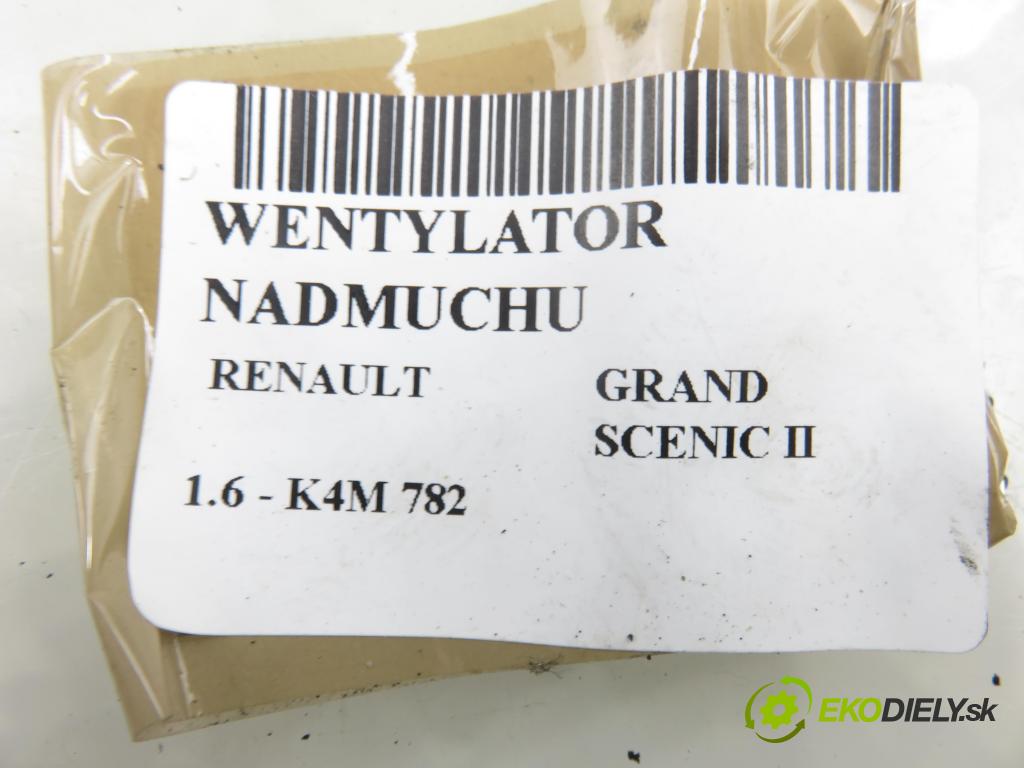 WENTYLATOR
NADMUCHU
RENAULT GRAND
SCENIC II
1.6 - K4M 782
EKODIELY.sk